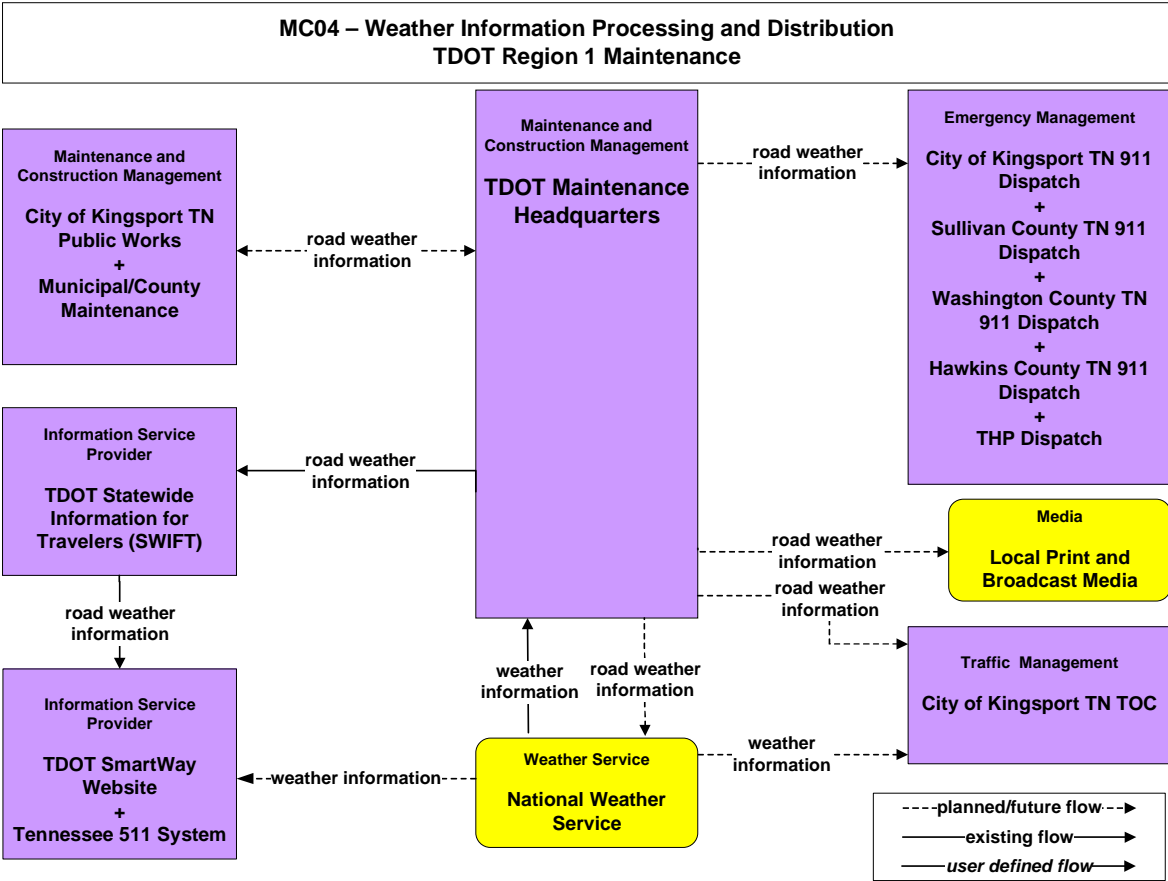 MC04 – Weather Information Processing and Distribution
TDOT Region 1 Maintenance
Maintenance and
Construction Management
City of Kingsport TN
Public Works
+
Municipal/County
Maintenance
road weather
information
Maintenance and
Construction Management
TDOT Maintenance
Headquarters
road weather
information
Emergency Management
City of Kingsport TN 911
Dispatch
+
Sullivan County TN 911
Dispatch
+
Washington County TN
911 Dispatch
+
Hawkins County TN 911
Dispatch
+
THP Dispatch
Information Service
Provider
TDOT Statewide
Information for
Travelers (SWIFT)
road weather
information
road weather
information
Media
Local Print and
Broadcast Media
road weather
information
road weather
information
Traffic Management
City of Kingsport TN TOC
weather
information
road weather
information
Information Service
Provider
TDOT SmartWay
Website
+
Tennessee 511 System
weather information
Weather Service
National Weather
Service
weather
information
planned/future flow
existing flow
user defined flow